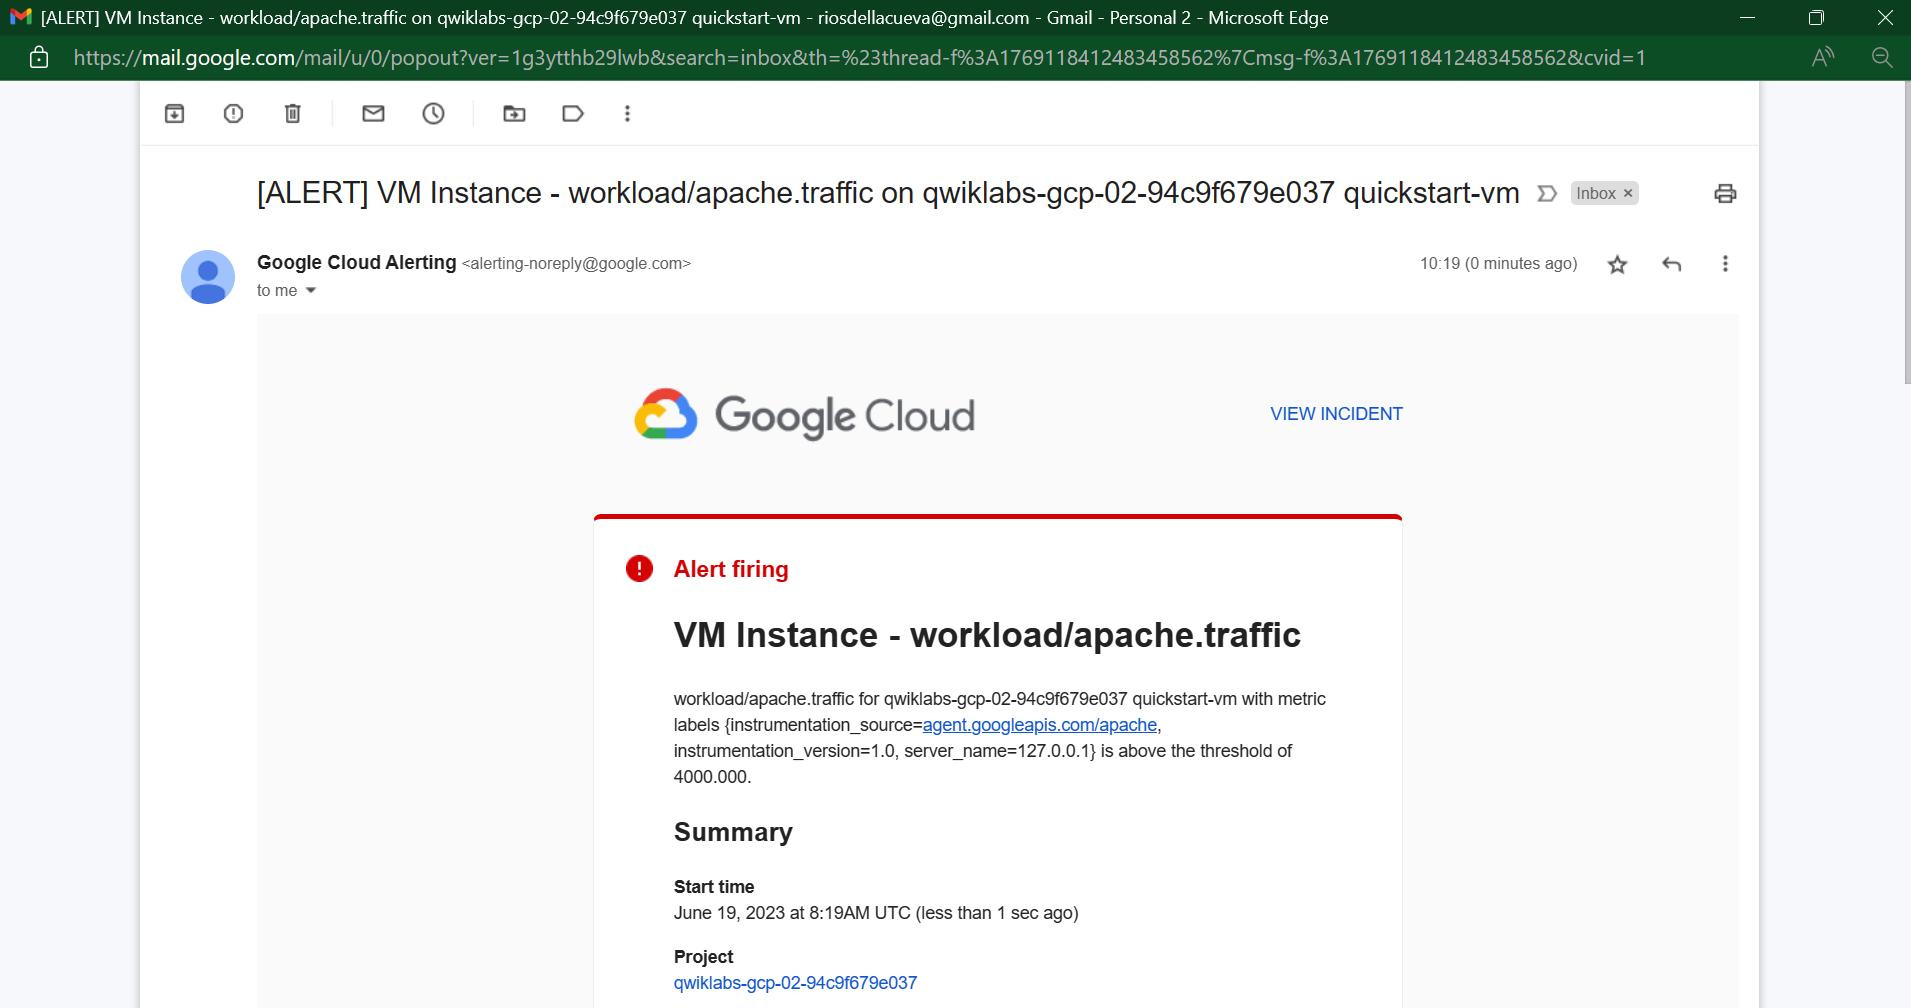 [ALERT] VM Instance - workload/apache.traffic on qwiklabs-gcp-02-94c9f679e037 quickstart-vm - riosdellacueva@gmail.com - Gmail - Personal 2 - Microsoft Edge
https://mail.google.com/mail/u/0/popout?ver=1g3ytthb29lwb&search=inbox&th=%23thread-f%3A1769118412483458562%7Cmsg-f%3A1769118412483458562&cvid=1
[ALERT] VM Instance - workload/apache.traffic on qwiklabs-gcp-02-94c9f679e037 quickstart-vm Inbox ×
Google Cloud Alerting <alerting-noreply@google.com> 10:19 (0 minutes ago)
to me
Google Cloud VIEW INCIDENT
Alert firing
VM Instance - workload/apache.traffic
workload/apache.traffic for qwiklabs-gcp-02-94c9f679e037 quickstart-vm with metric
labels {instrumentation_source=agent.googleapis.com/apache,
instrumentation_version=1.0, server_name=127.0.0.1} is above the threshold of
4000.000.
Summary
Start time
June 19, 2023 at 8:19AM UTC (less than 1 sec ago)
Project
qwiklabs-gcp-02-94c9f679e037